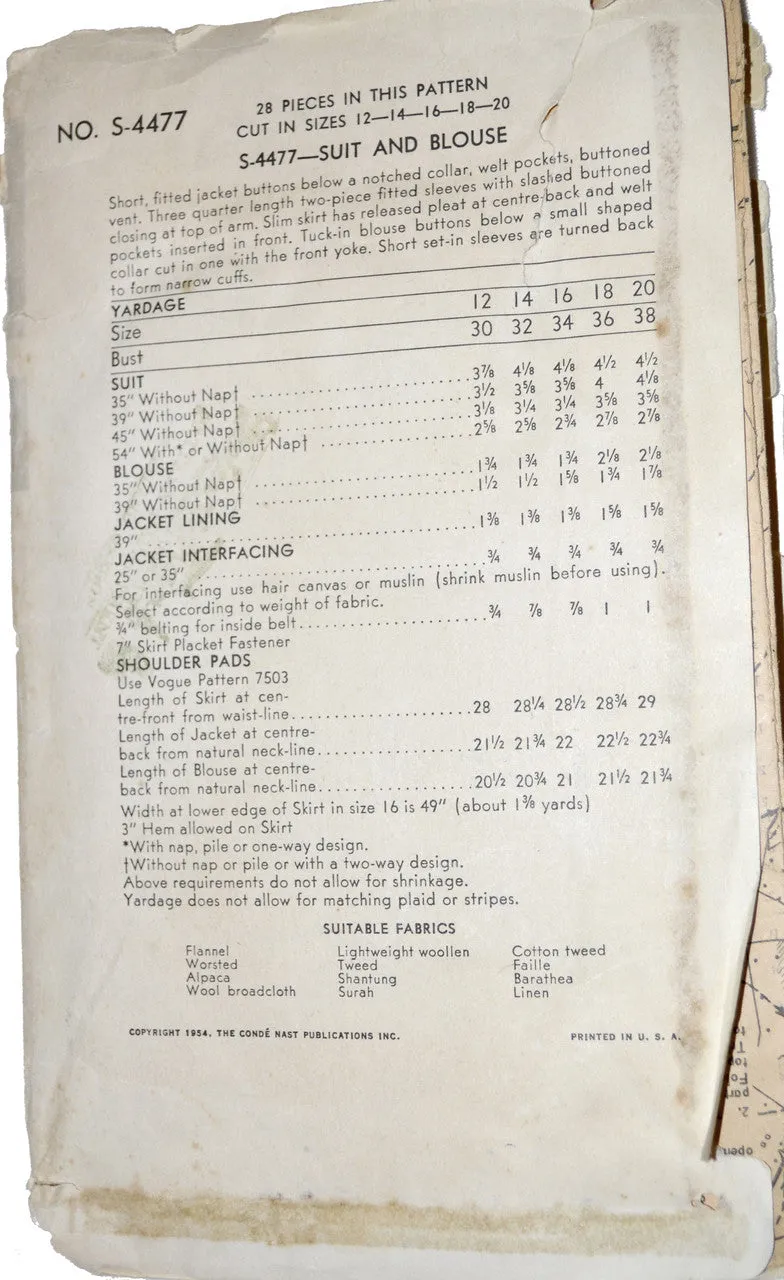 NO. S-4477
28 PIECES IN THIS PATTERN
CUT IN SIZES 12—14—16—18—20
S-4477—SUIT AND BLOUSE
Short, fitted jacket buttons below a notched collar, welt pockets, buttoned
vent. Three quarter length two-piece fitted sleeves with slashed buttoned
closing at top of arm. Slim skirt has released pleat at centre-back and welt
pockets inserted in front. Tuck-in blouse buttons below a small shaped
collar cut in one with the front yoke. Short set-in sleeves are turned back
to form narrow cuffs.
YARDAGE
Size 12 14 16 18 20
Bust 30 32 34 36 38
SUIT
35" Without Nap† 3⅞ 4⅛ 4⅛ 4½ 4½
39" Without Nap† 3½ 3⅝ 3⅝ 4 4⅛
45" Without Nap† 3⅛ 3¼ 3¼ 3⅝ 3⅝
54" With* or Without Nap† 2⅝ 2⅝ 2¾ 2⅞ 2⅞
BLOUSE
35" Without Nap† 1¾ 1¾ 1¾ 2⅛ 2⅛
39" Without Nap† 1½ 1½ 1⅝ 1¾ 1⅞
JACKET LINING
39" 1⅜ 1⅜ 1⅜ 1⅝ 1⅝
JACKET INTERFACING
25" or 35" ¾ ¾ ¾ ¾ ¾
For interfacing use hair canvas or muslin (shrink muslin before using).
Select according to weight of fabric.
¾" belting for inside belt ¾ ⅞ ⅞ 1 1
7" Skirt Placket Fastener
SHOULDER PADS
Use Vogue Pattern 7503
Length of Skirt at cen-
tre-front from waist-line 28 28¼ 28½ 28¾ 29
Length of Jacket at centre-
back from natural neck-line 21½ 21¾ 22 22½ 22¾
Length of Blouse at centre-
back from natural neck-line 20½ 20¾ 21 21½ 21¾
Width at lower edge of Skirt in size 16 is 49" (about 1⅜ yards)
3" Hem allowed on Skirt
*With nap, pile or one-way design.
†Without nap or pile or with a two-way design.
Above requirements do not allow for shrinkage.
Yardage does not allow for matching plaid or stripes.
SUITABLE FABRICS
Flannel Lightweight woollen Cotton tweed
Worsted Tweed Faille
Alpaca Shantung Barathea
Wool broadcloth Surah Linen
COPYRIGHT 1954, THE CONDÉ NAST PUBLICATIONS INC. PRINTED IN U. S. A.
open